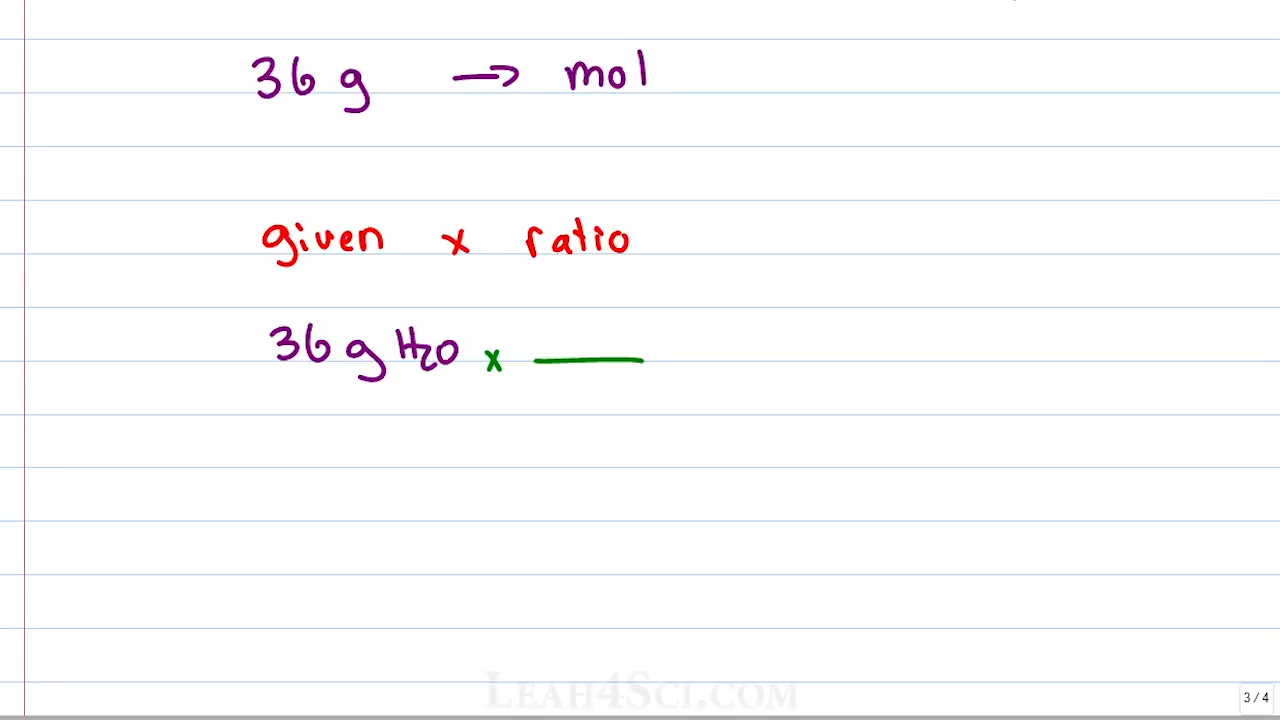 36 g → mol
given x ratio
36 g H2O x
LEAH4SCI.COM
3 / 4